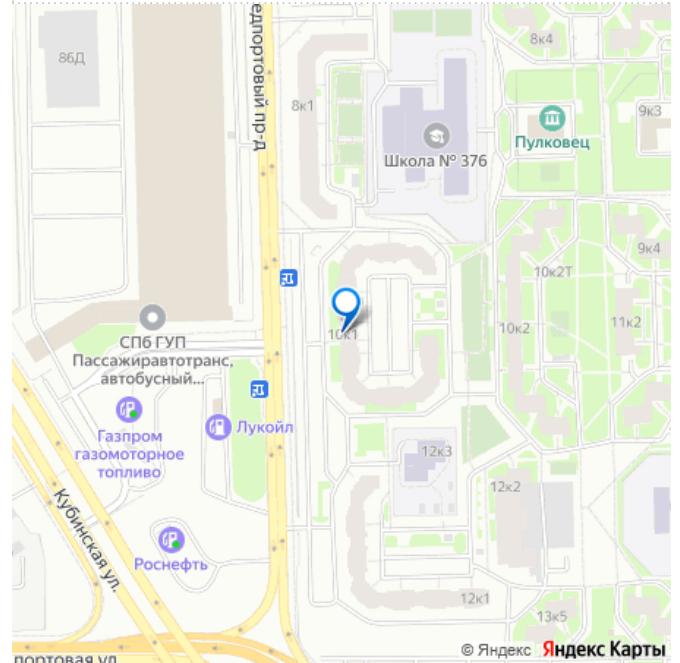 86Д
едпортовый пр-д
8к1
8к4
Школа № 376
Пулковец
9к3
9к4
10к2Т
10к2
11к2
10к1
СПб ГУП
Пассажиравтотранс,
автобусный...
Газпром
газомоторное
топливо
Лукойл
12к3
12к2
Кубинская ул.
Роснефть
12к1
13к5
портовая ул
© Яндекс Яндекс Карты